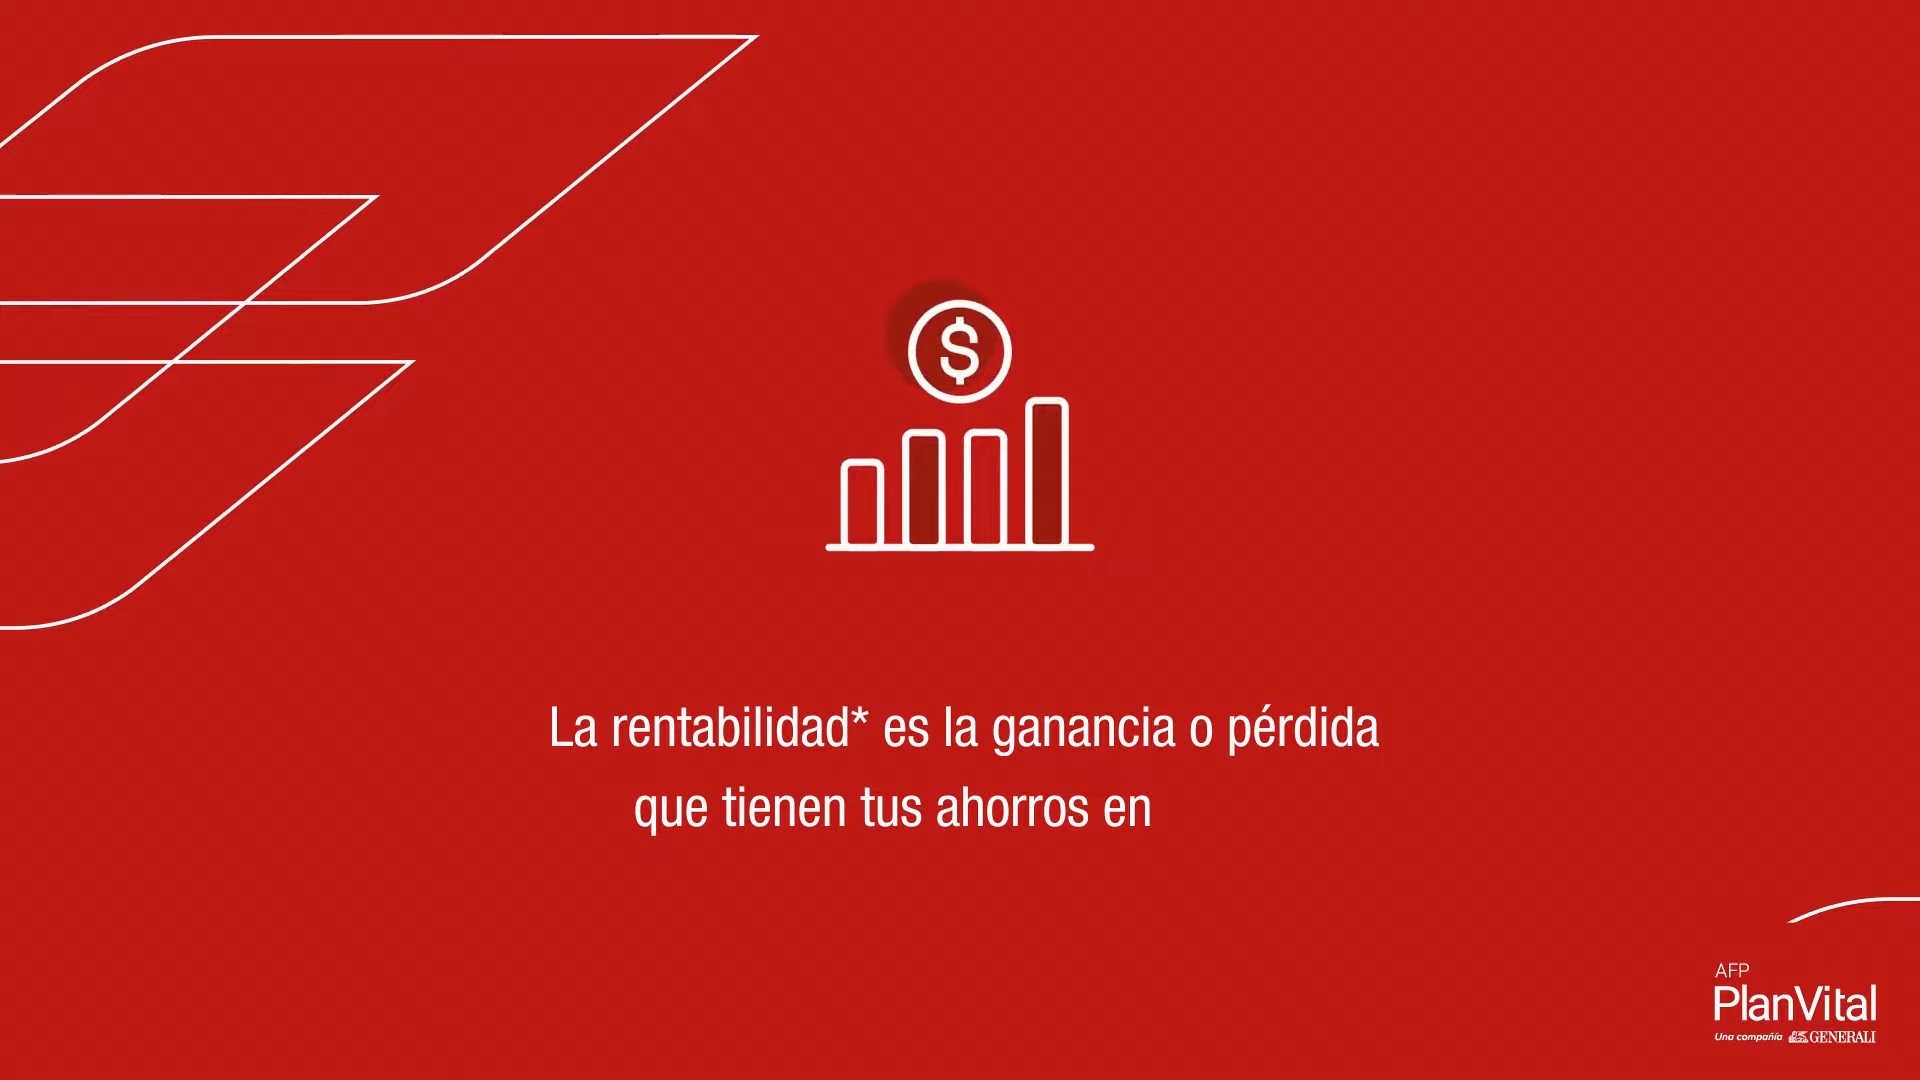 $
La rentabilidad* es la ganancia o pérdida
que tienen tus ahorros en
AFP
PlanVital
Una compañía GENERALI